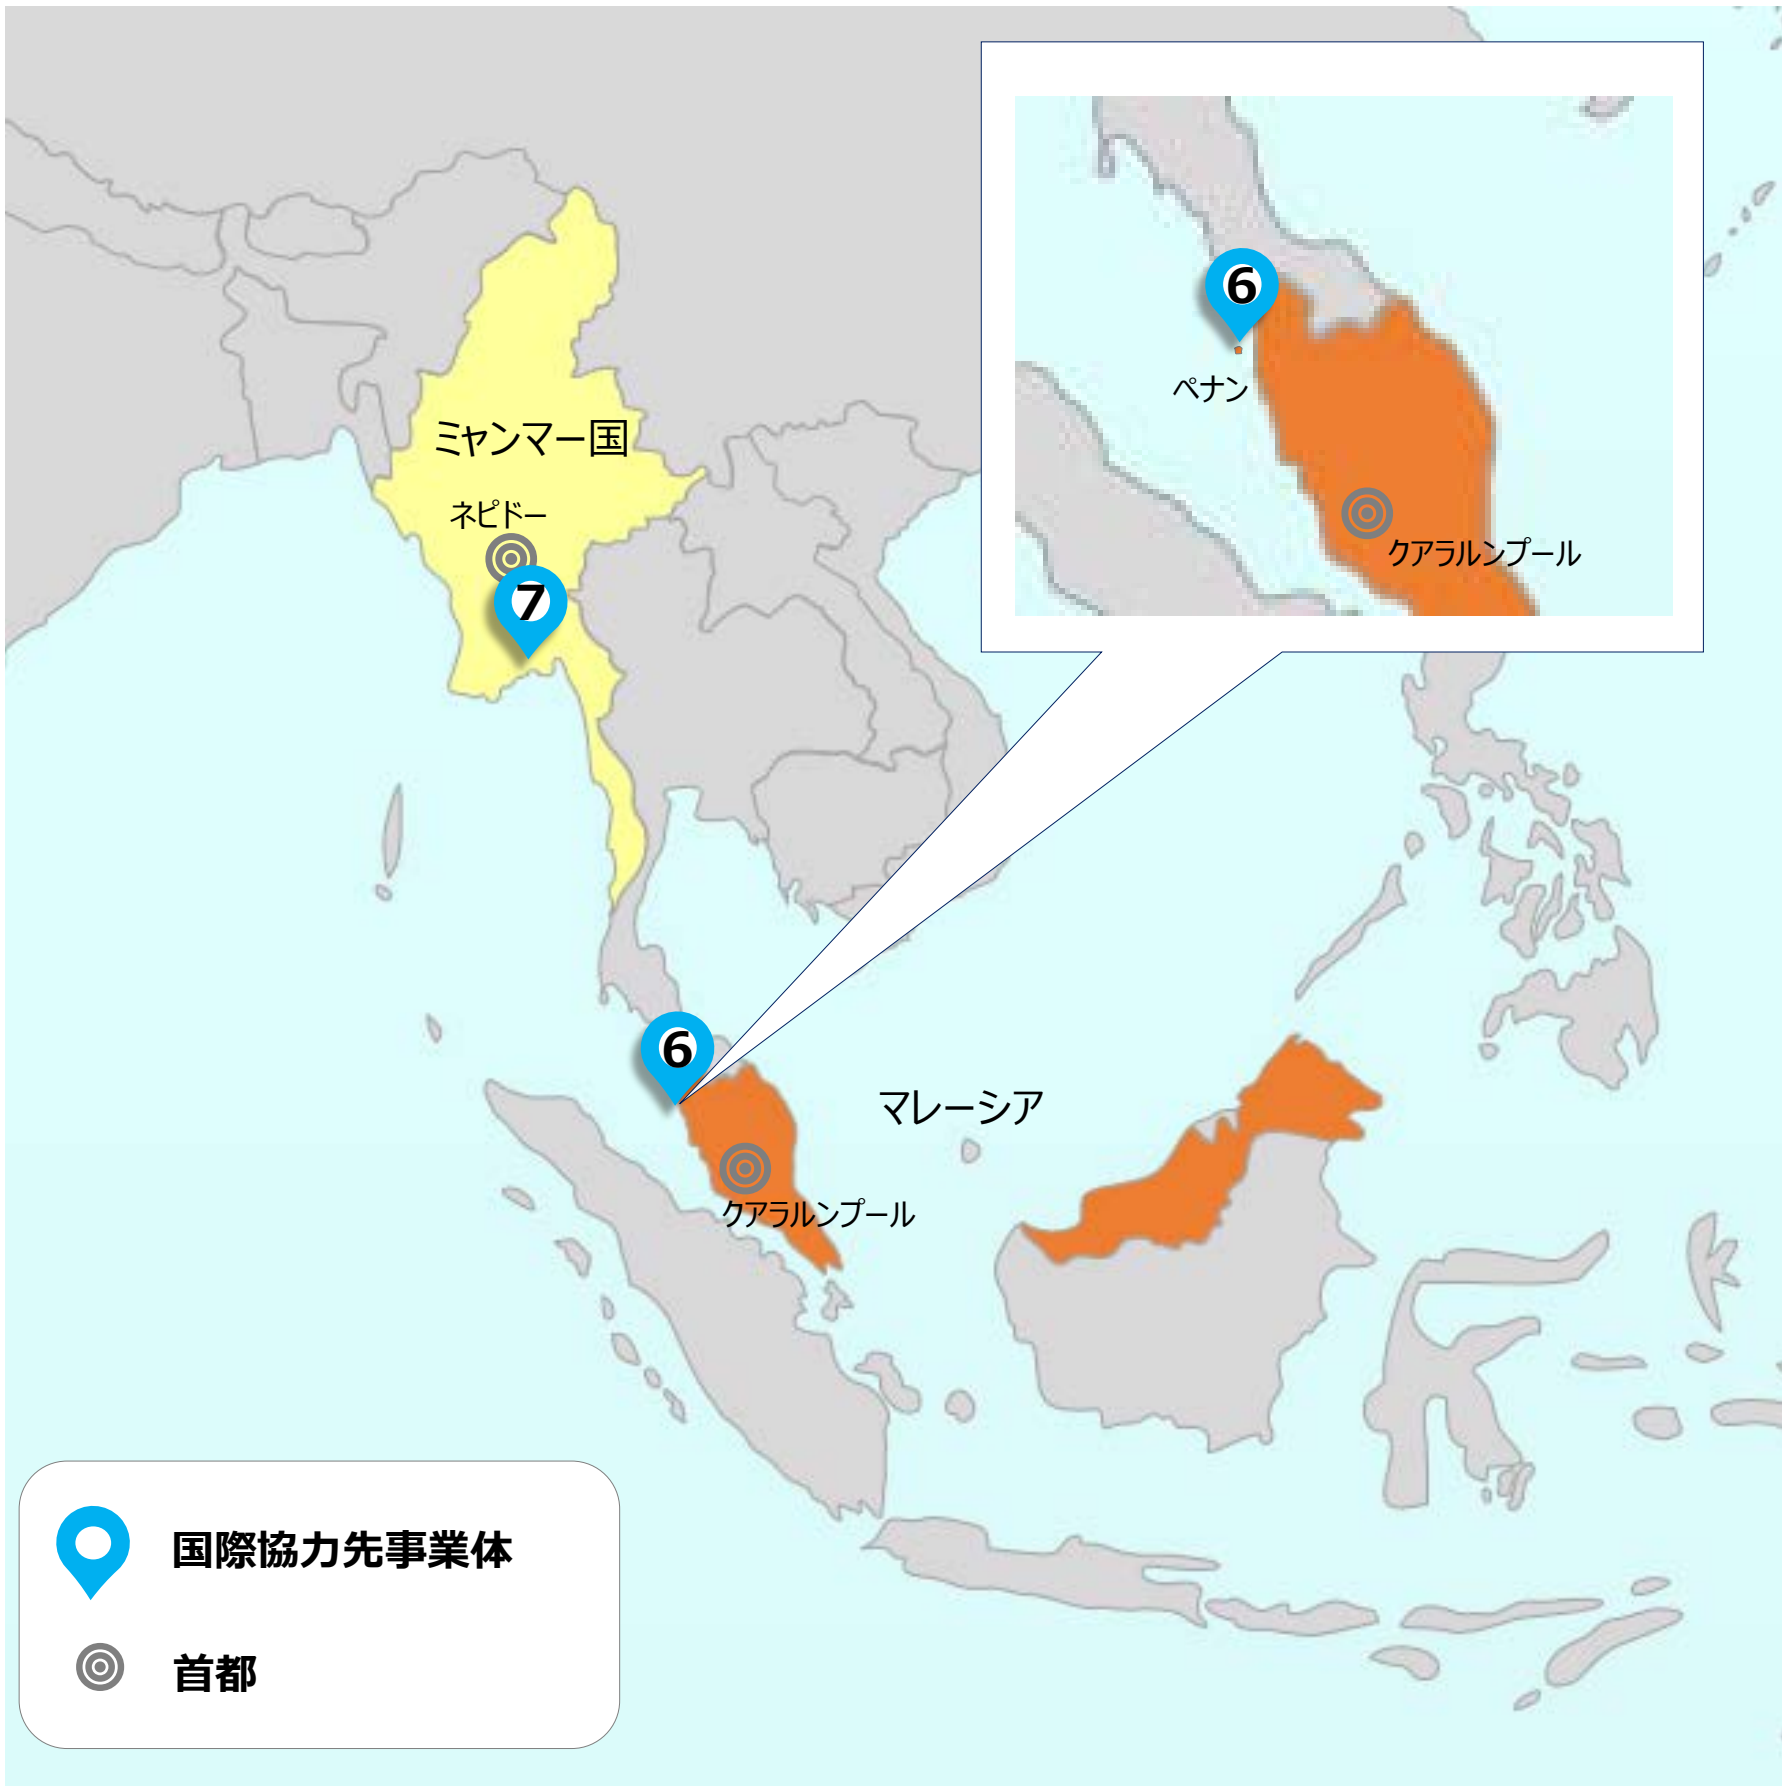 6
ペナン
クアラルンプール
ミャンマー国
ネピドー
7
6
マレーシア
クアラルンプール
国際協力先事業体
首都